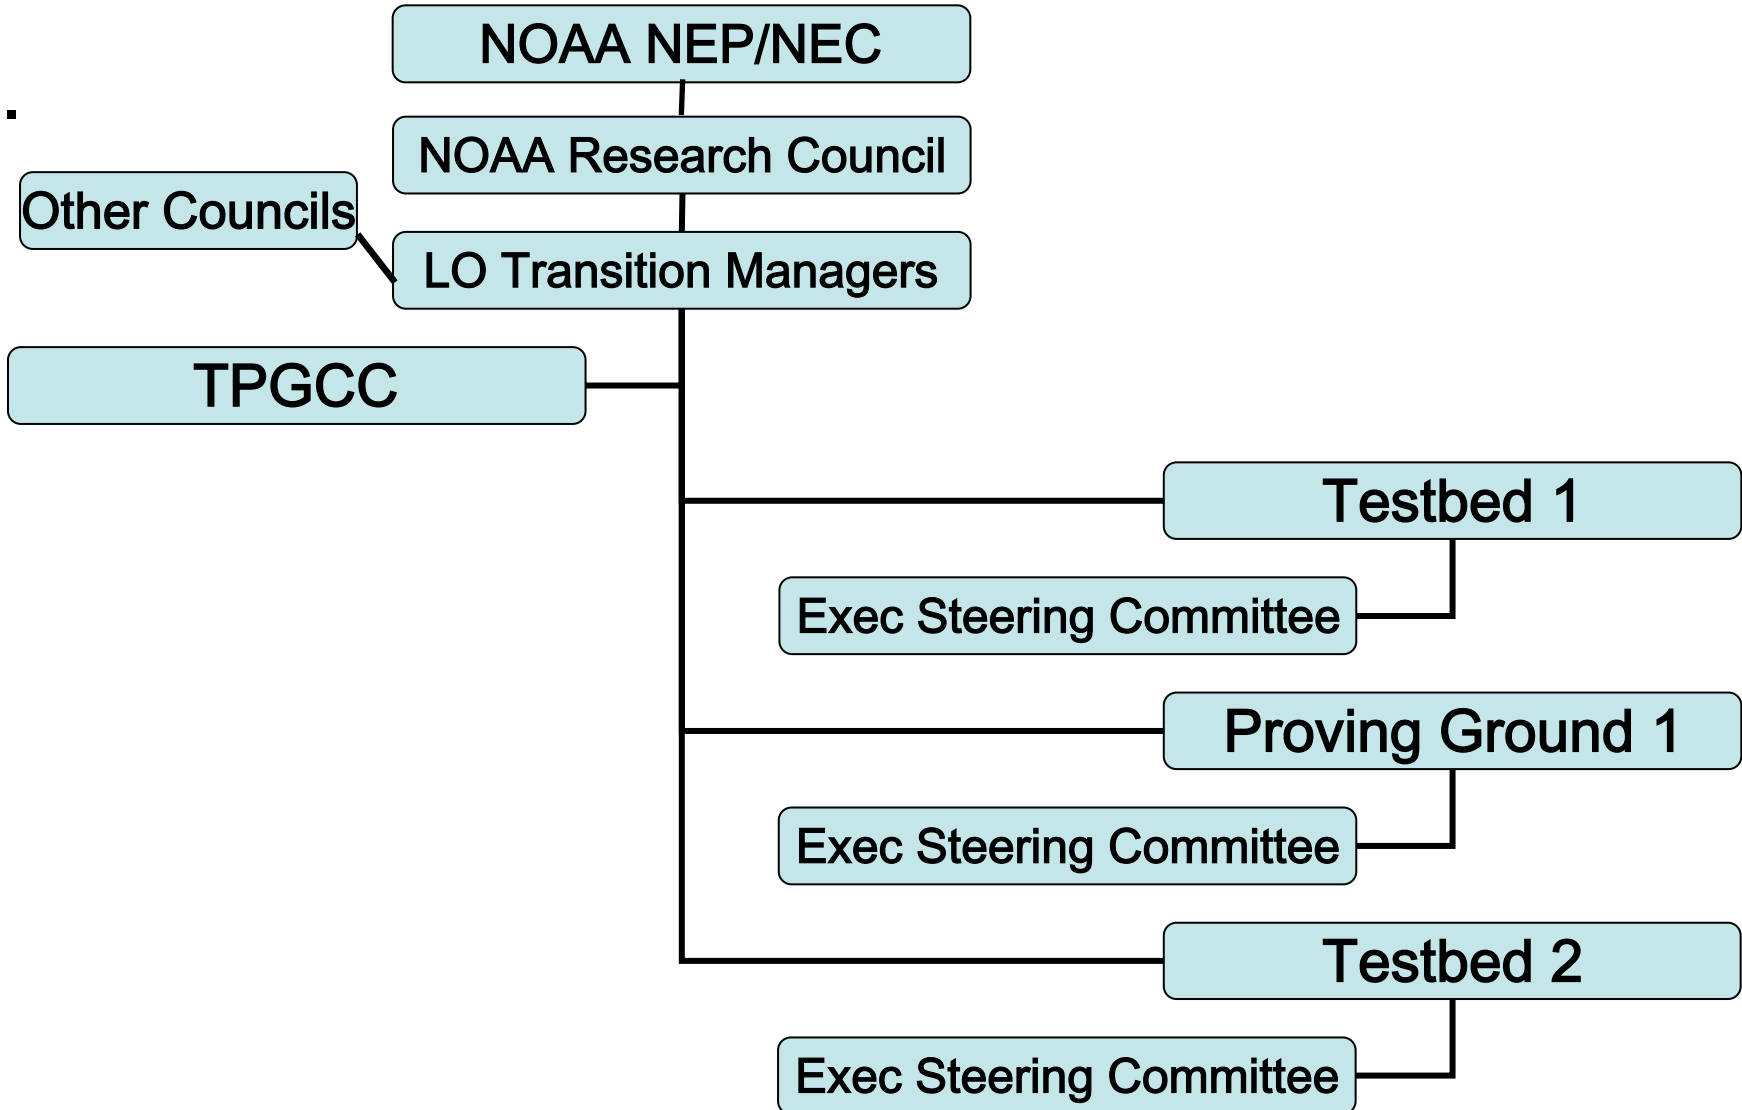 NOAA NEP/NEC
NOAA Research Council
Other Councils
LO Transition Managers
TPGCC
Testbed 1
Exec Steering Committee
Proving Ground 1
Exec Steering Committee
Testbed 2
Exec Steering Committee